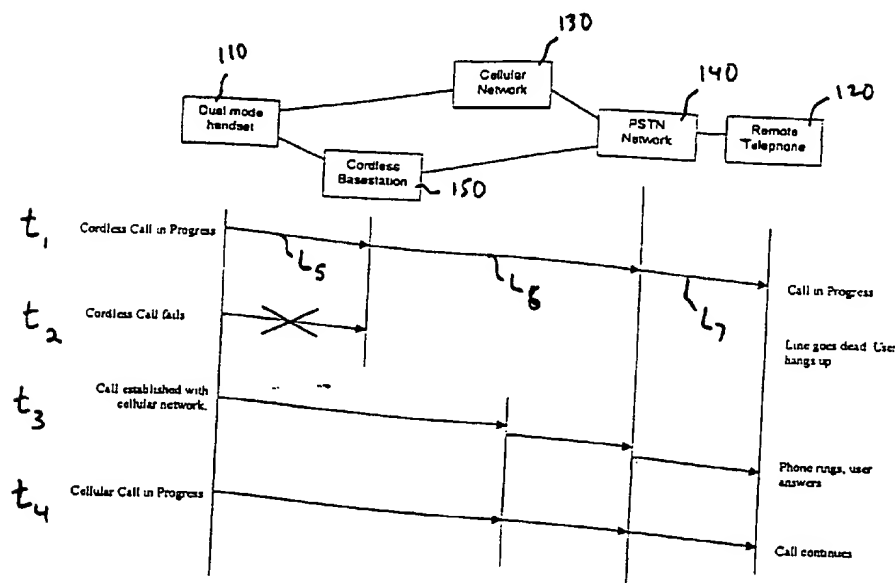 130
110
Cellular
Network
140
120
Dual mode
handset
PSTN
Network
Remote
Telephone
Cordless
Basestation
150
t1
Cordless Call in Progress
L5
L6
L7
Call in Progress
t2
Cordless Call fails
Line goes dead User
hangs up
t3
Call established with
cellular network.
Phone rings, user
answers
t4
Cellular Call in Progress
Call continues